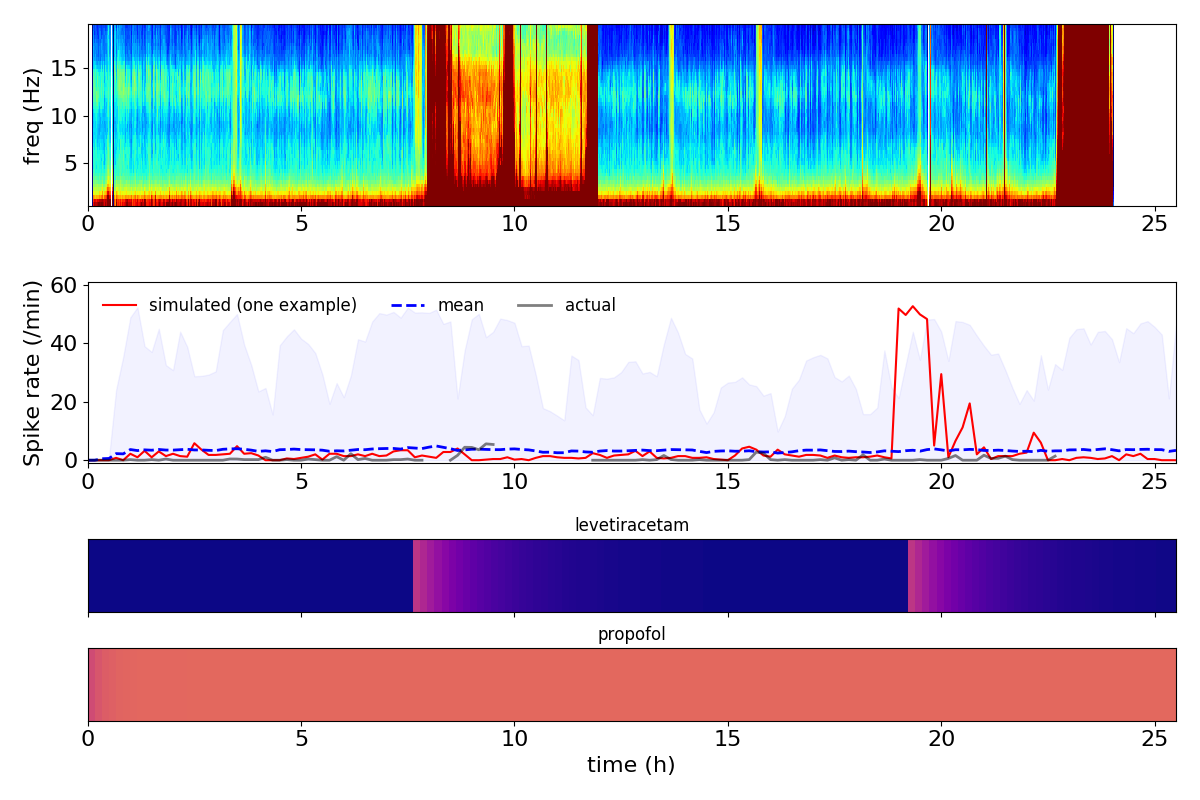 freq (Hz)
15
10
5
0 5 10 15 20 25
Spike rate (/min)
60
40
20
0
simulated (one example) mean actual
0 5 10 15 20 25
levetiracetam
propofol
0 5 10 15 20 25
time (h)